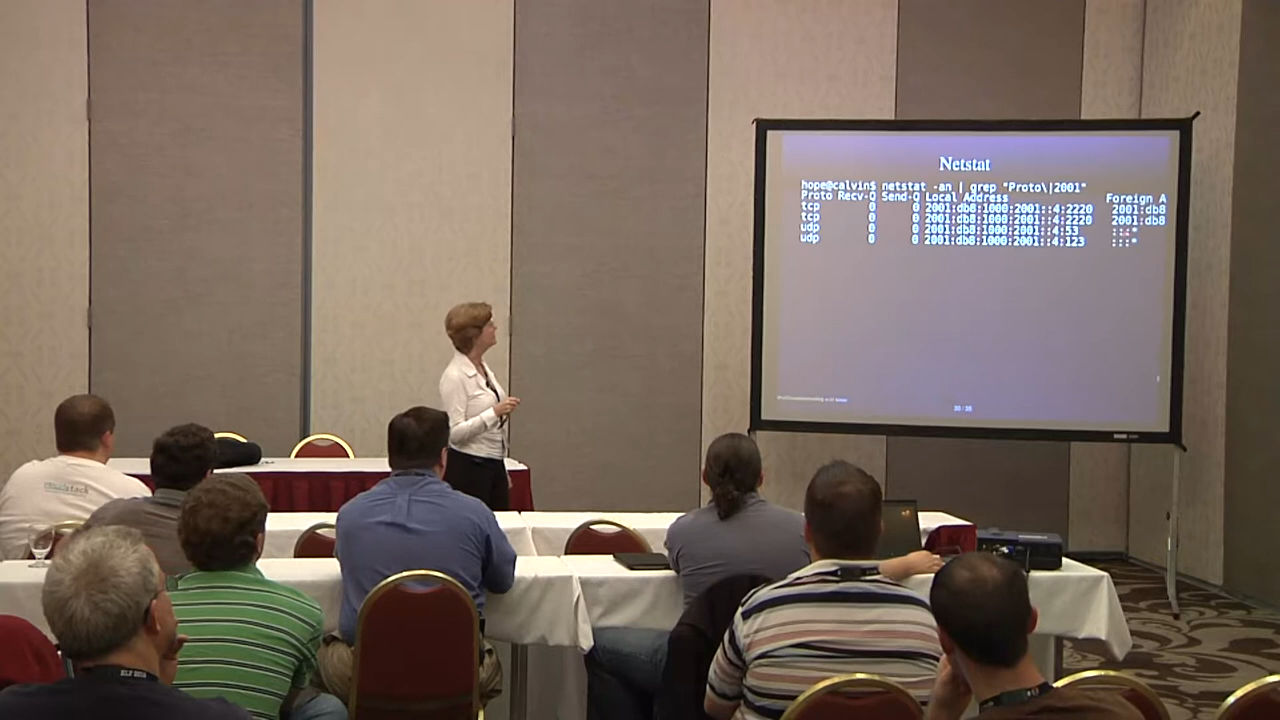 Netstat
hope@calvin$ netstat -an | grep "Proto\|2001"
Proto Recv-Q Send-Q Local Address Foreign A
tcp 0 0 2001:db8:1000:2001::4:2220 2001:db8
tcp 0 0 2001:db8:1000:2001::4:2220 2001:db8
udp 0 0 2001:db8:1000:2001::4:53 :::*
udp 0 0 2001:db8:1000:2001::4:123 :::*